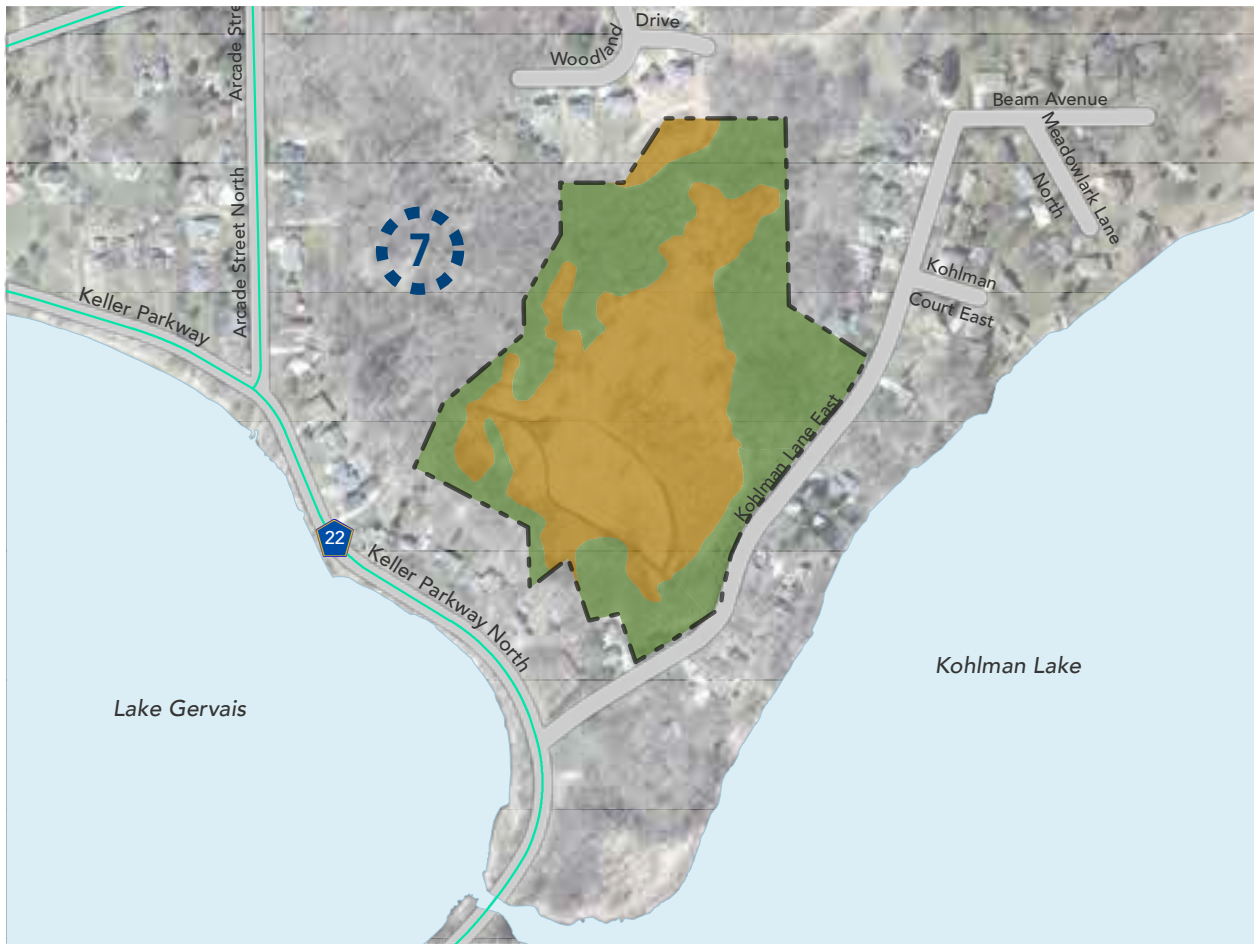 Drive
Woodland
Arcade Stre
Beam Avenue
Meadowlark Lane
North
Arcade Street North
7
Kohlman
Court East
Keller Parkway
Kohlman Lane East
22
Keller Parkway North
Kohlman Lake
Lake Gervais